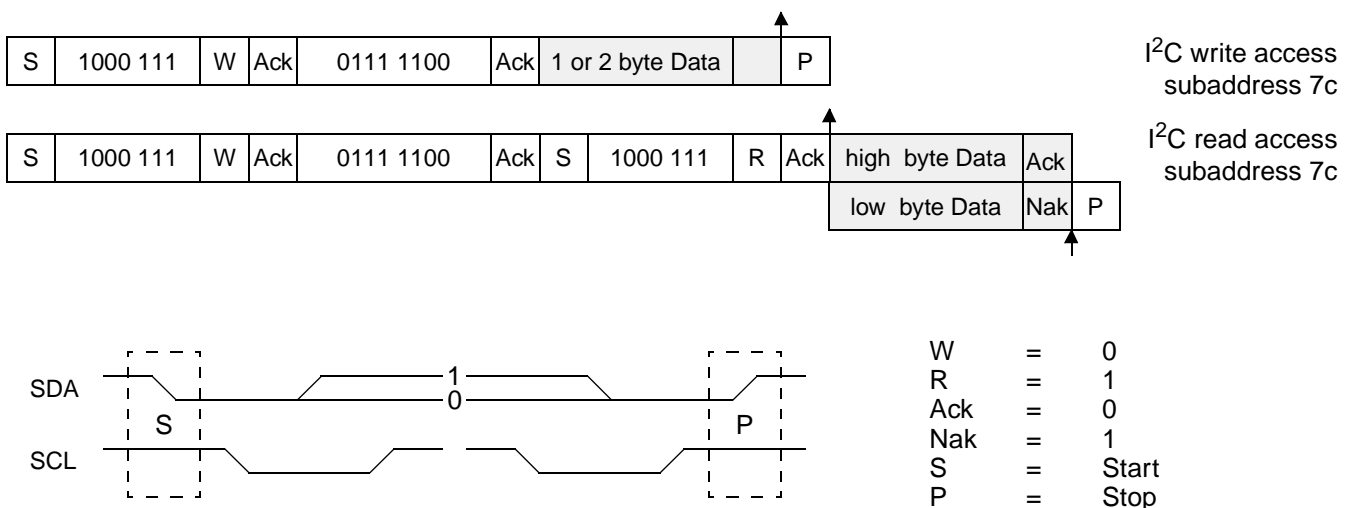 S 1000 111 W Ack 0111 1100 Ack 1 or 2 byte Data P
I²C write access
subaddress 7c
S 1000 111 W Ack 0111 1100 Ack S 1000 111 R Ack high byte Data Ack
I²C read access
subaddress 7c
low byte Data Nak P
SDA
1
0
S
P
SCL
W = 0
R = 1
Ack = 0
Nak = 1
S = Start
P = Stop